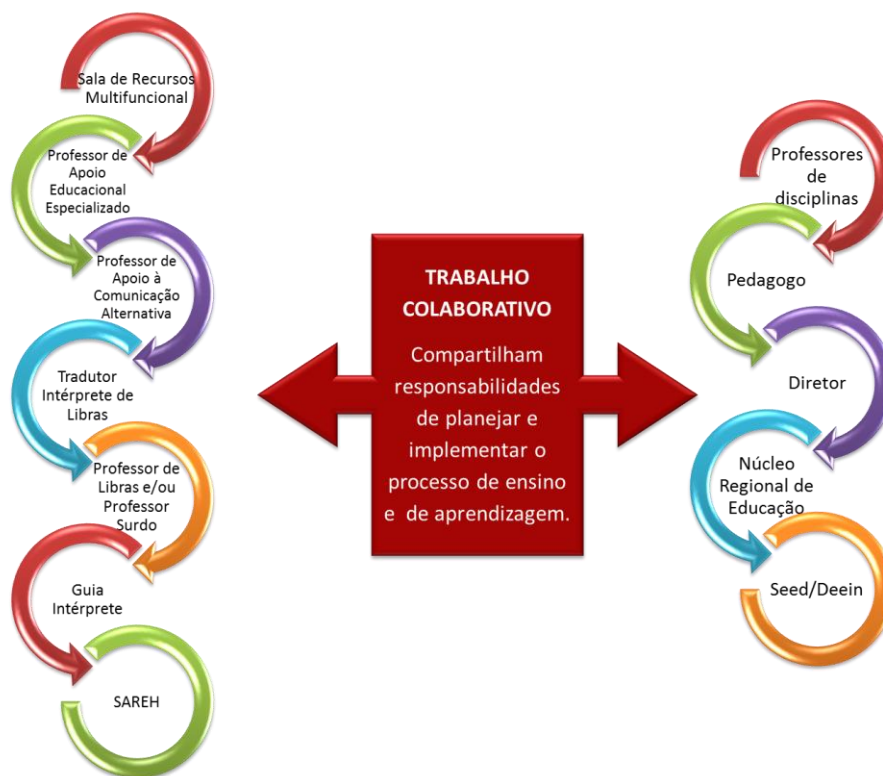 Sala de Recursos
Multifuncional
Professor de
Apoio
Educacional
Especializado
Professor de
Apoio à
Comunicação
Alternativa
Tradutor
Intérprete de
Libras
Professor de
Libras e/ou
Professor
Surdo
Guia
Intérprete
SAREH
TRABALHO
COLABORATIVO
Compartilham
responsabilidades
de planejar e
implementar o
processo de ensino
e de aprendizagem.
Professores
de
disciplinas
Pedagogo
Diretor
Núcleo
Regional de
Educação
Seed/Deein